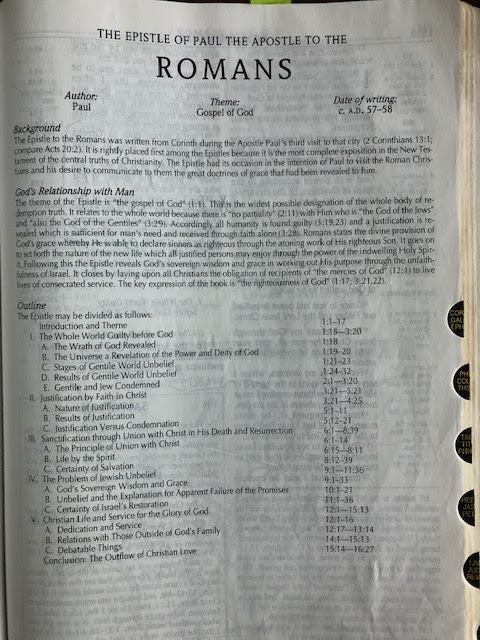 THE EPISTLE OF PAUL THE APOSTLE TO THE
ROMANS
Author: Theme: Date of writing:
Paul Gospel of God C. A.D. 57–58
Background
The Epistle to the Romans was written from Corinth during the Apostle Paul's third visit to that city (2 Corinthians 13:1;
compare Acts 20:2). It is rightly placed first among the Epistles because it is the most complete exposition in the New Tes-
tament of the central truths of Christianity. The Epistle had its occasion in the intention of Paul to visit the Roman Chris-
tians and his desire to communicate to them the great doctrines of grace that had been revealed to him.
God's Relationship with Man
The theme of the Epistle is "the gospel of God" (1:1). This is the widest possible designation of the whole body of re-
demption truth. It relates to the whole world because there is "no partiality" (2:11) with Him who is "the God of the Jews"
and "also the God of the Gentiles" (3:29). Accordingly all humanity is found guilty (3:19,23) and a justification is re-
vealed which is sufficient for man's need and received through faith alone (3:28). Romans states the divine provision of
God's grace whereby He is able to declare sinners as righteous through the atoning work of His righteous Son. It goes on
to set forth the nature of the new life which all justified persons may enjoy through the power of the indwelling Holy Spir-
it. Following this the Epistle reveals God's sovereign wisdom and grace in working out His purpose through the unfaith-
fulness of Israel. It closes by laying upon all Christians the obligation of recipients of "the mercies of God" (12:1) to live
lives of consecrated service. The key expression of the book is "the righteousness of God" (1:17; 3:21,22).
Outline
The Epistle may be divided as follows:
Introduction and Theme 1:1–17
I. The Whole World Guilty before God 1:18—3:20
A. The Wrath of God Revealed 1:18
B. The Universe a Revelation of the Power and Deity of God 1:19-20
C. Stages of Gentile World Unbelief 1:21–23
D. Results of Gentile World Unbelief 1:24-32
E. Gentile and Jew Condemned 2:1—3:20
II. Justification by Faith in Christ 3:21—5:21
A. Nature of Justification 3:21—4:25
B. Results of Justification 5:1–11
C. Justification Versus Condemnation 5:12–21
III. Sanctification through Union with Christ in His Death and Resurrection 6:1—8:39
A. The Principle of Union with Christ 6:1–14
B. Life by the Spirit 6:15—8:11
C. Certainty of Salvation 8:12–39
IV. The Problem of Jewish Unbelief 9:1—11:36
A. God's Sovereign Wisdom and Grace 9:1–33
B. Unbelief and the Explanation for Apparent Failure of the Promises 10:1–21
C. Certainty of Israel's Restoration 11:1–36
V. Christian Life and Service for the Glory of God 12:1—15:13
A. Dedication and Service 12:1–16
B. Relations with Those Outside of God's Family 12:17—13:14
C. Debatable Things 14:1—15:13
Conclusion: The Outflow of Christian Love 15:14—16:27
COR
GAL
EPH